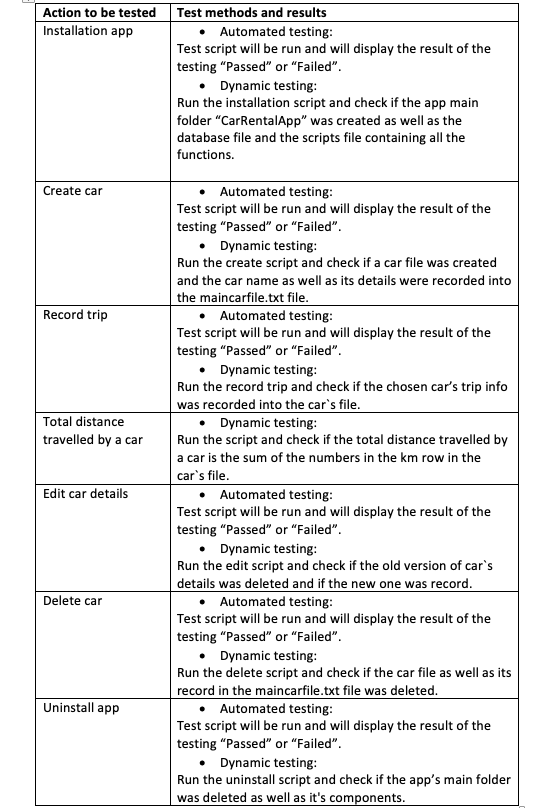 Action to be tested Test methods and results
Installation app
• Automated testing:
Test script will be run and will display the result of the
testing “Passed” or “Failed”.
• Dynamic testing:
Run the installation script and check if the app main
folder “CarRentalApp” was created as well as the
database file and the scripts file containing all the
functions.
Create car
• Automated testing:
Test script will be run and will display the result of the
testing “Passed” or “Failed”.
• Dynamic testing:
Run the create script and check if a car file was created
and the car name as well as its details were recorded into
the maincarfile.txt file.
Record trip
• Automated testing:
Test script will be run and will display the result of the
testing “Passed” or “Failed”.
• Dynamic testing:
Run the record trip and check if the chosen car’s trip info
was recorded into the car`s file.
Total distance
travelled by a car
• Dynamic testing:
Run the script and check if the total distance travelled by
a car is the sum of the numbers in the km row in the
car`s file.
Edit car details
• Automated testing:
Test script will be run and will display the result of the
testing “Passed” or “Failed”.
• Dynamic testing:
Run the edit script and check if the old version of car`s
details was deleted and if the new one was record.
Delete car
• Automated testing:
Test script will be run and will display the result of the
testing “Passed” or “Failed”.
• Dynamic testing:
Run the delete script and check if the car file as well as its
record in the maincarfile.txt file was deleted.
Uninstall app
• Automated testing:
Test script will be run and will display the result of the
testing “Passed” or “Failed”.
• Dynamic testing:
Run the uninstall script and check if the app’s main folder
was deleted as well as it's components.